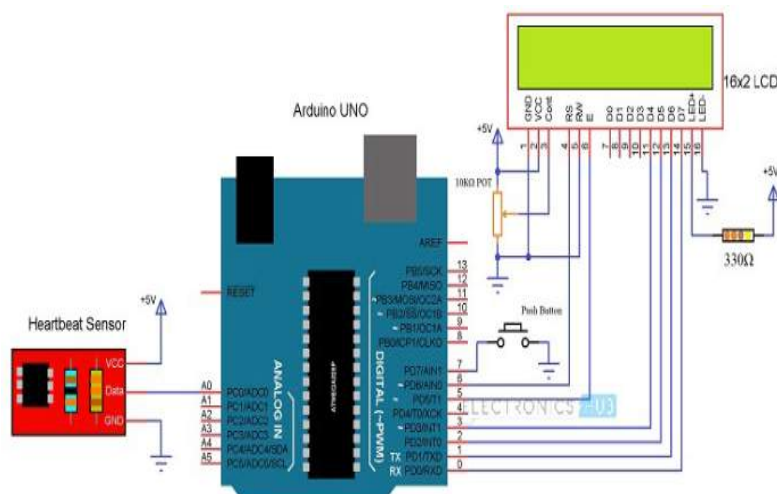 16x2 LCD
GND
VCC
Cont
RS
RW
E
D0
D1
D2
D3
D4
D5
D6
D7
LED+
LED-
1
2
3
4
5
6
7
8
9
10
11
12
13
14
15
16
+5V
10KΩ POT
+5V
330Ω
Arduino UNO
AREF
RESET
PB5/SCK 13
PB4/MISO 12
PB3/MOSI/OC2A 11
PB2/SS/OC1B 10
PB1/OC1A 9
PB0/ICP1/CLKO 8
PD7/AIN1 7
PD6/AIN0 6
PD5/T1 5
PD4/T0/XCK 4
PD3/INT1 3
PD2/INT0 2
TX PD1/TXD 1
RX PD0/RXD 0
DIGITAL (~PWM)
ANALOG IN
Push Button
ELECTRONICS
Heartbeat Sensor
+5V
VCC
Data
GND
A0 PC0/ADC0
A1 PC1/ADC1
A2 PC2/ADC2
A3 PC3/ADC3
A4 PC4/ADC4/SDA
A5 PC5/ADC5/SCL